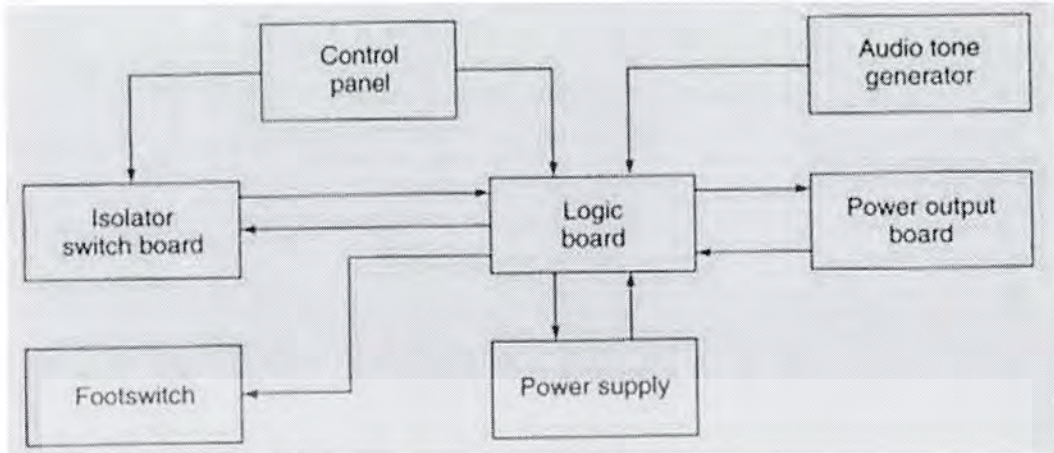 Control
panel
Audio tone
generator
Isolator
switch board
Logic
board
Power output
board
Footswitch
Power supply